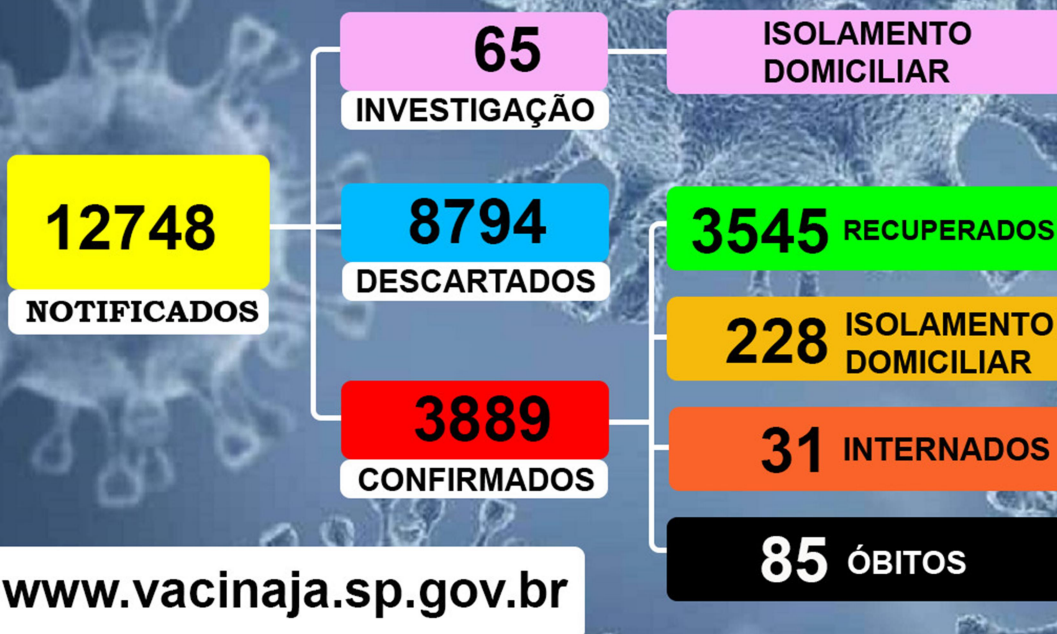 12748
NOTIFICADOS
65
INVESTIGAÇÃO
ISOLAMENTO
DOMICILIAR
8794
DESCARTADOS
3889
CONFIRMADOS
3545 RECUPERADOS
228 ISOLAMENTO
DOMICILIAR
31 INTERNADOS
85 ÓBITOS
www.vacinaja.sp.gov.br